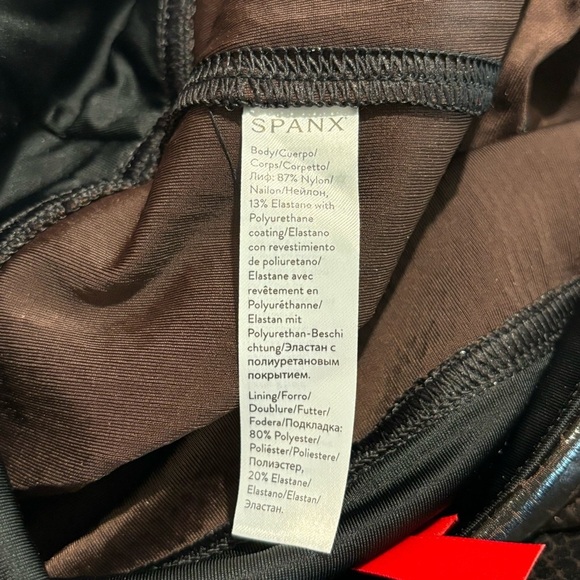 SPANX
Body/Cuerpo/
Corps/Corpetto/
Лиф: 87% Nylon/
Nailon/Нейлон,
13% Elastano with
Polyurethane
coating/Elastano
con revestimiento
de poliuretano/
Elastane avec
revêtement en
Polyuréthanne/
Elastan mit
Polyurethan-Beschi
chtung/Эластан с
полиуретановым
покрытием.
Lining/Forro/
Doublure/Futter/
Fodera/Подкладка:
80% Polyester/
Poliéster/Poliestere/
Полиэстер,
20% Elastane/
Elastano/Elastan/
Эластан.